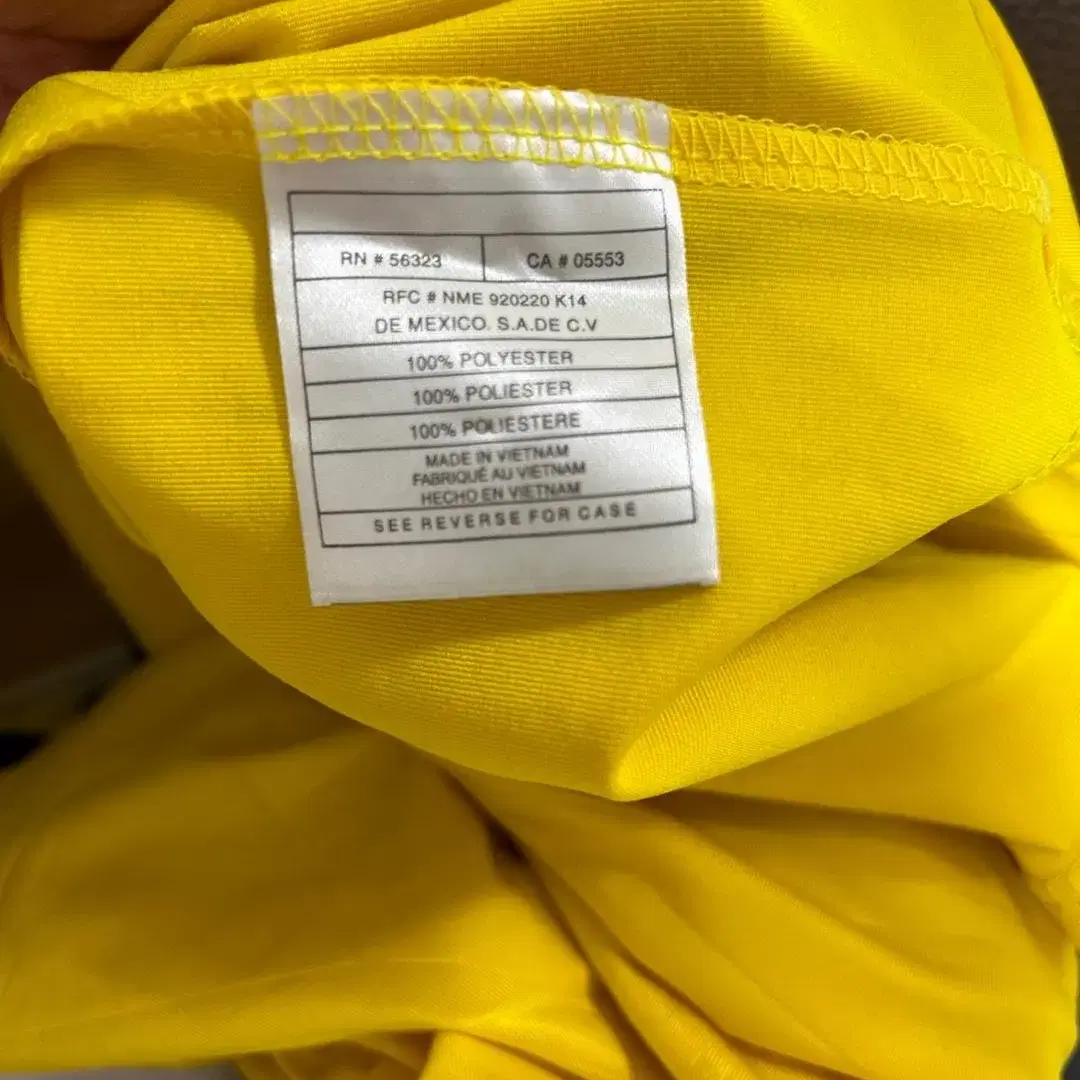 RN # 56323 CA # 05553
RFC # NME 920220 K14
DE MEXICO. S.A.DE C.V
100% POLYESTER
100% POLIESTER
100% POLIESTERE
MADE IN VIETNAM
FABRIQUÉ AU VIETNAM
HECHO EN VIETNAM
SEE REVERSE FOR CASE